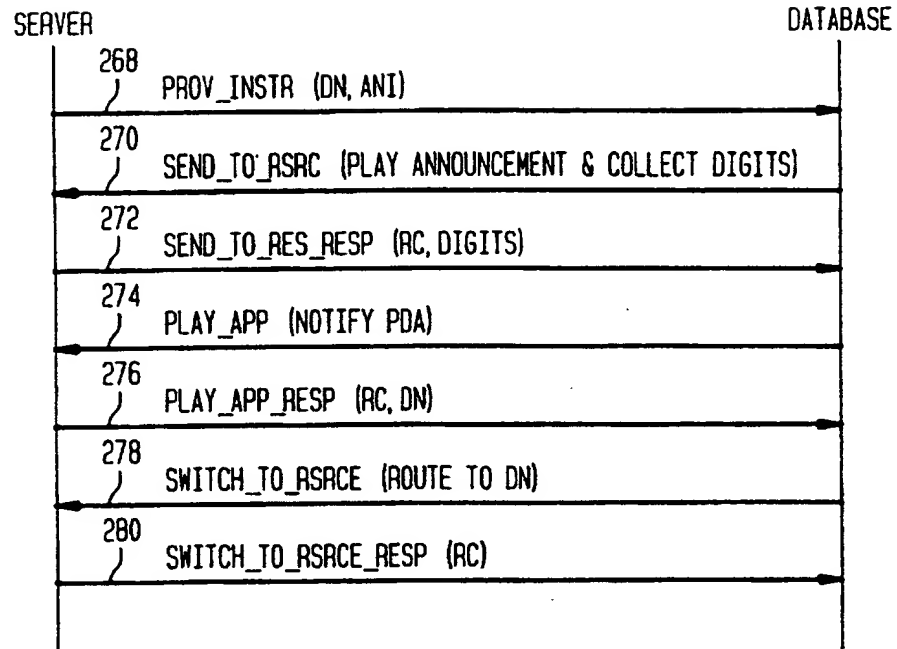 SERVER
DATABASE
268
PROV_INSTR (DN, ANI)
270
SEND_TO_RSRC (PLAY ANNOUNCEMENT & COLLECT DIGITS)
272
SEND_TO_RES_RESP (RC, DIGITS)
274
PLAY_APP (NOTIFY PDA)
276
PLAY_APP_RESP (RC, DN)
278
SWITCH_TO_RSRCE (ROUTE TO DN)
280
SWITCH_TO_RSRCE_RESP (RC)